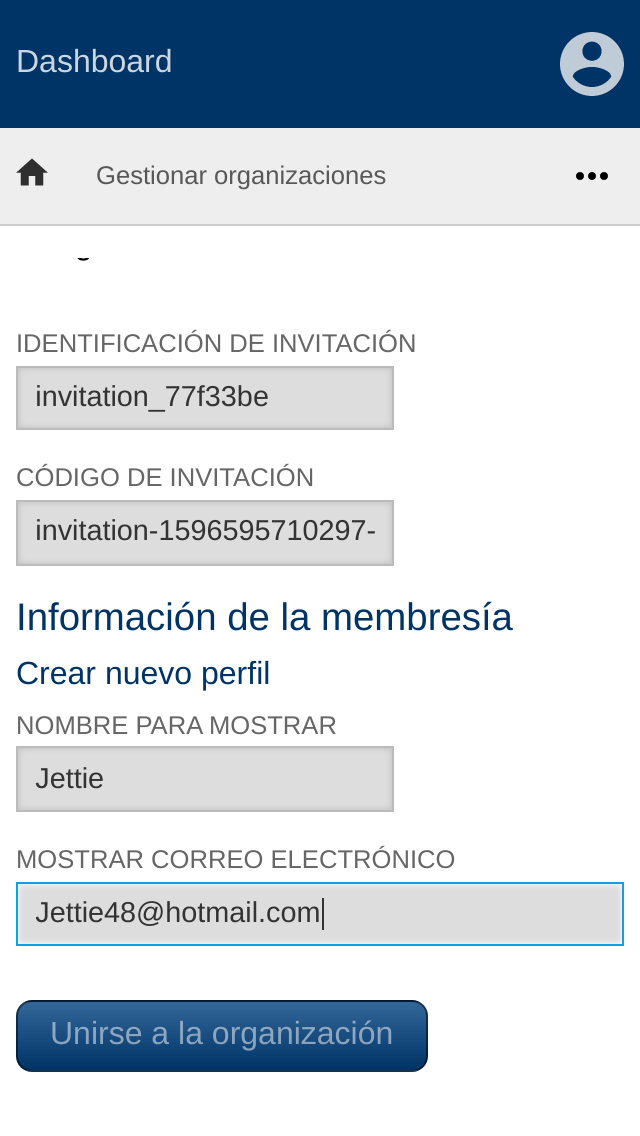 Dashboard
Gestionar organizaciones
IDENTIFICACIÓN DE INVITACIÓN
invitation_77f33be
CÓDIGO DE INVITACIÓN
invitation-1596595710297-
Información de la membresía
Crear nuevo perfil
NOMBRE PARA MOSTRAR
Jettie
MOSTRAR CORREO ELECTRÓNICO
Jettie48@hotmail.com
Unirse a la organización